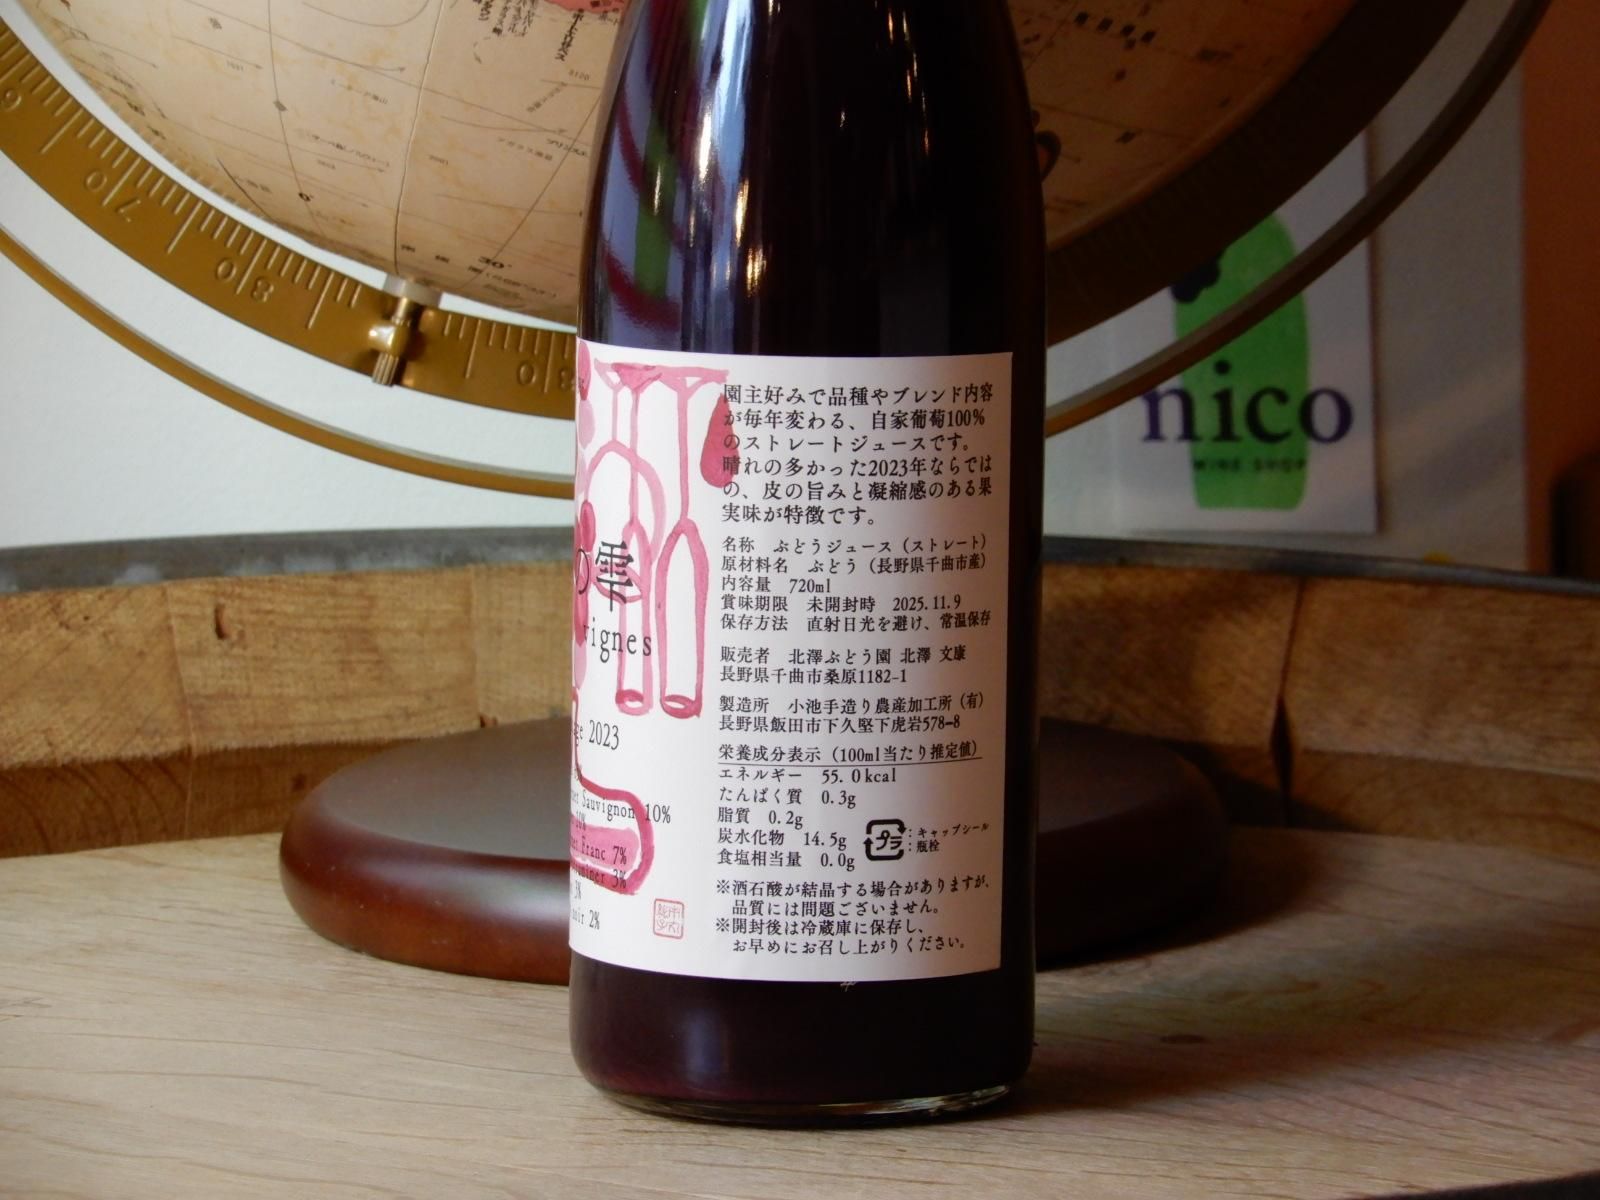 園主好みで品種やブレンド内容
が毎年変わる、自家葡萄100%
のストレートジュースです。
晴れの多かった2023年ならでは
の、皮の旨みと凝縮感のある果
実味が特徴です。
名称 ぶどうジュース（ストレート）
原材料名 ぶどう（長野県千曲市産）
内容量 720ml
賞味期限 未開封時 2025.11.9
保存方法 直射日光を避け、常温保存
販売者 北澤ぶどう園 北澤 文康
長野県千曲市桑原1182-1
製造所 小池手造り農産加工所（有）
長野県飯田市下久堅下虎岩578-8
栄養成分表示（100ml当たり推定値）
エネルギー 55.0kcal
たんぱく質 0.3g
脂質 0.2g
炭水化物 14.5g
食塩相当量 0.0g
プラ
：キャップシール
：瓶栓
※酒石酸が結晶する場合がありますが、
品質には問題ございません。
※開封後は冷蔵庫に保存し、
お早めにお召し上がりください。
の雫
vignes
2023
Sauvignon 10%
10%
Franc 7%
3%
3%
2%
nico
WINE SHOP